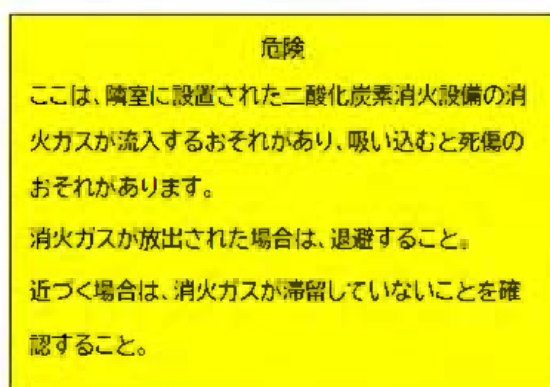 危険
ここは、隣室に設置された二酸化炭素消火設備の消
火ガスが流入するおそれがあり、吸い込むと死傷の
おそれがあります。
消火ガスが放出された場合は、退避すること。
近づく場合は、消火ガスが滞留していないことを確
認すること。